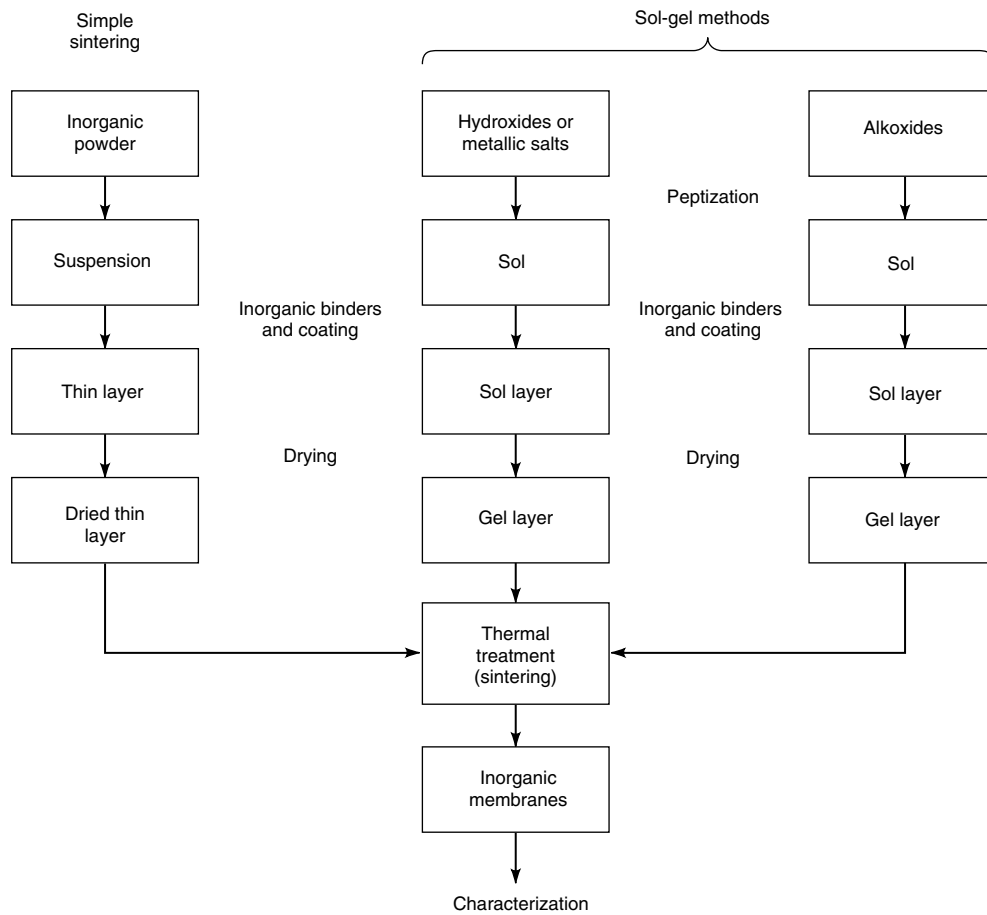 Simple
sintering
Sol-gel methods
Inorganic
powder
Hydroxides or
metallic salts
Alkoxides
Peptization
Suspension
Sol
Sol
Inorganic binders
and coating
Inorganic binders
and coating
Thin layer
Sol layer
Sol layer
Drying
Drying
Dried thin
layer
Gel layer
Gel layer
Thermal
treatment
(sintering)
Inorganic
membranes
Characterization